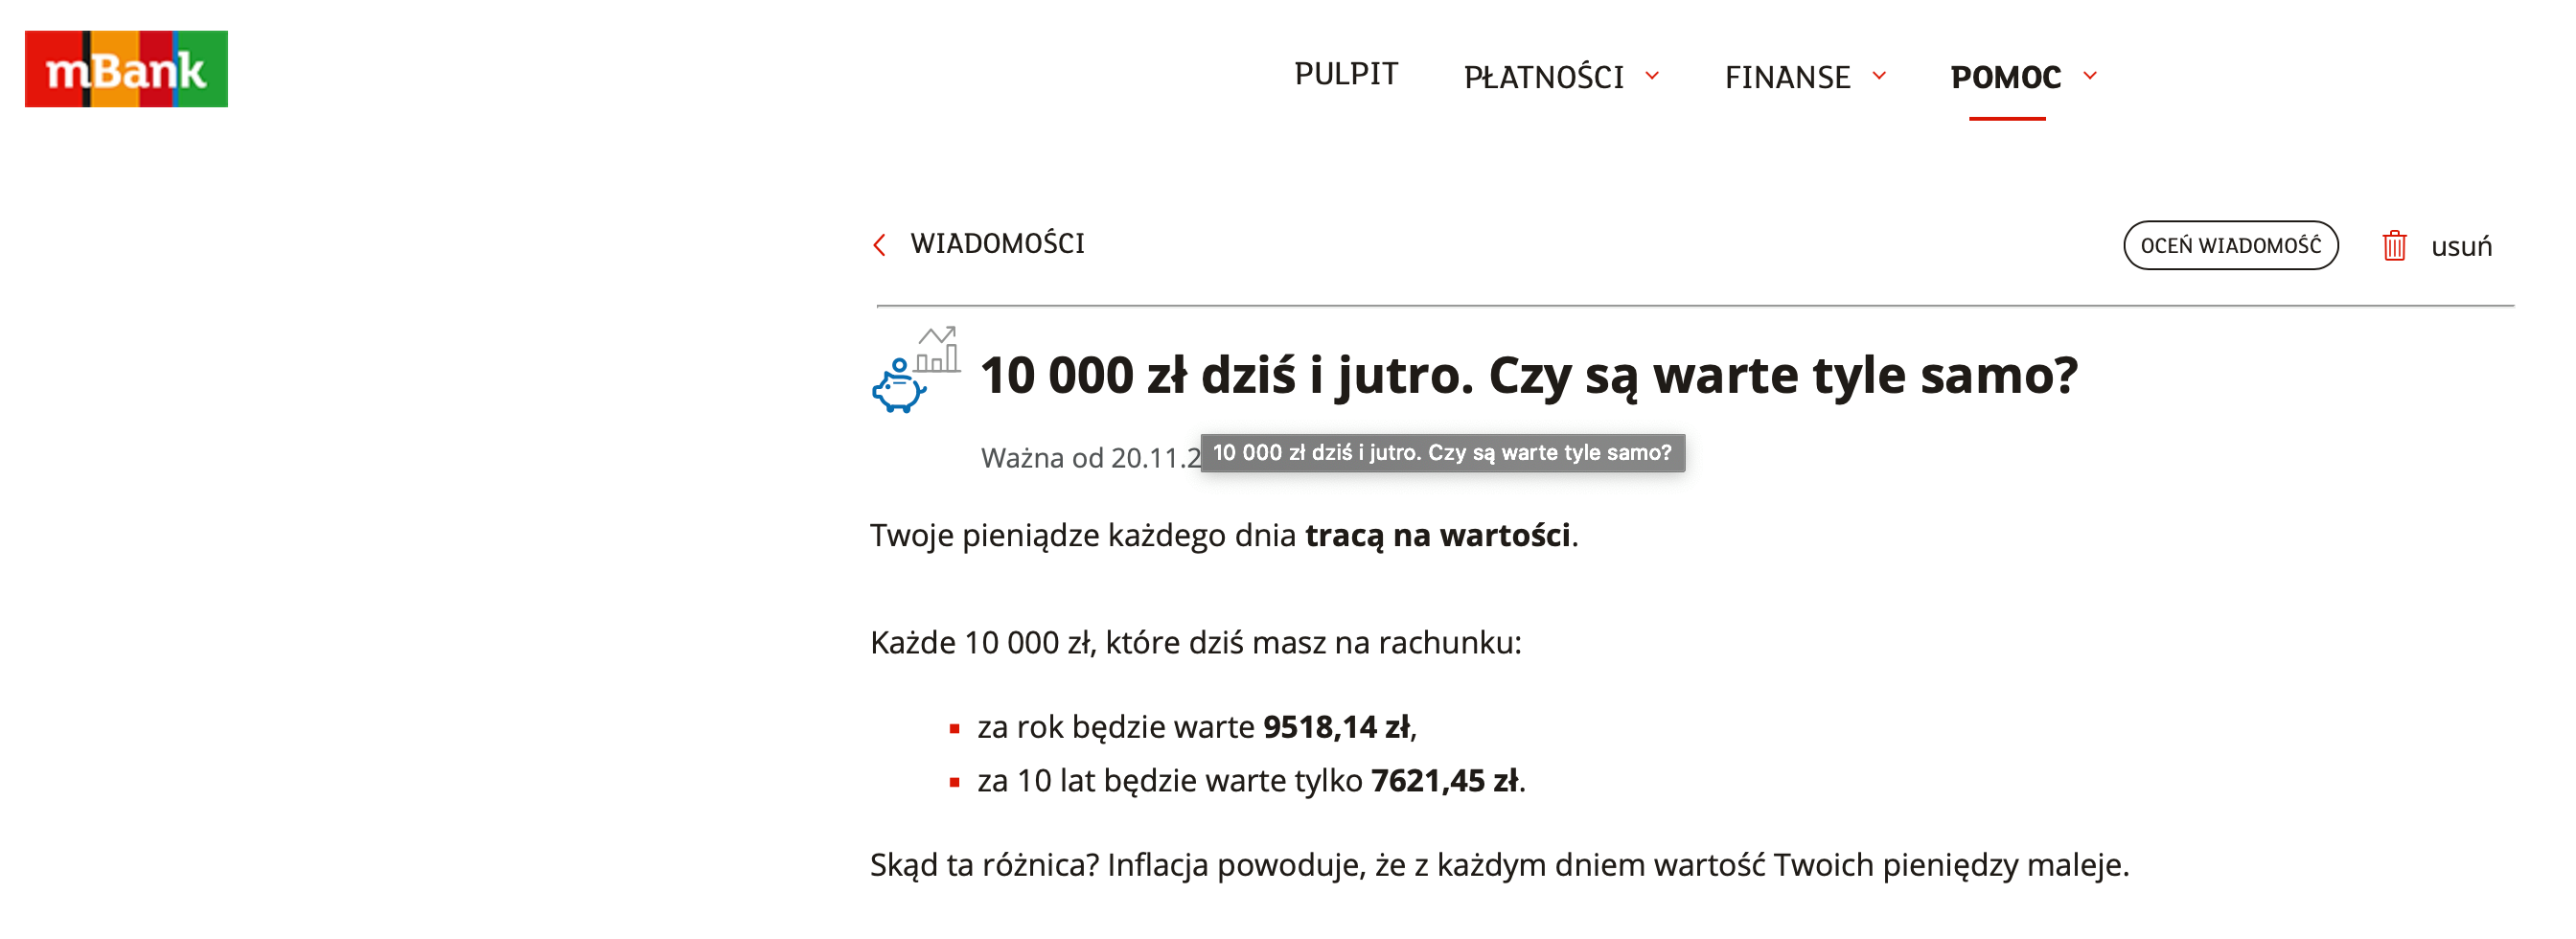 mBank
PULPIT
PŁATNOŚCI
FINANSE
POMOC
WIADOMOŚCI
OCEŃ WIADOMOŚĆ
usuń
10 000 zł dziś i jutro. Czy są warte tyle samo?
Ważna od 20.11.2
10 000 zł dziś i jutro. Czy są warte tyle samo?
Twoje pieniądze każdego dnia tracą na wartości.
Każde 10 000 zł, które dziś masz na rachunku:
za rok będzie warte 9518,14 zł,
za 10 lat będzie warte tylko 7621,45 zł.
Skąd ta różnica? Inflacja powoduje, że z każdym dniem wartość Twoich pieniędzy maleje.